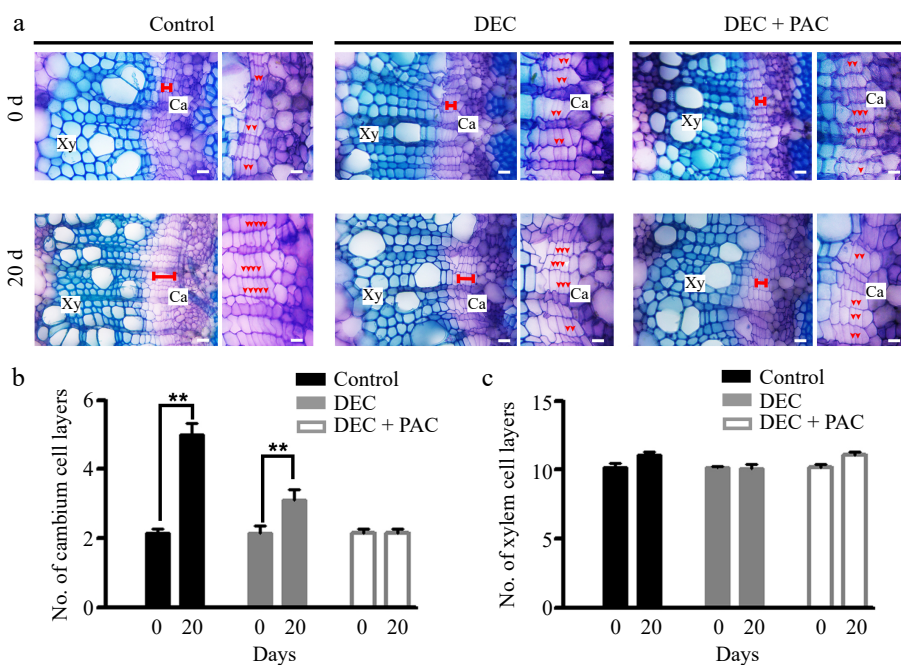 a
Control
DEC
DEC + PAC
0 d
Ca
Xy
Ca
Ca
Xy
Ca
Xy
Ca
20 d
Xy
Ca
Xy
Ca
Ca
Xy
Ca
b
Control
DEC
DEC + PAC
No. of cambium cell layers
6
4
2
0
**
**
0 20 0 20 0 20
Days
c
Control
DEC
DEC + PAC
No. of xylem cell layers
15
10
5
0
0 20 0 20 0 20
Days